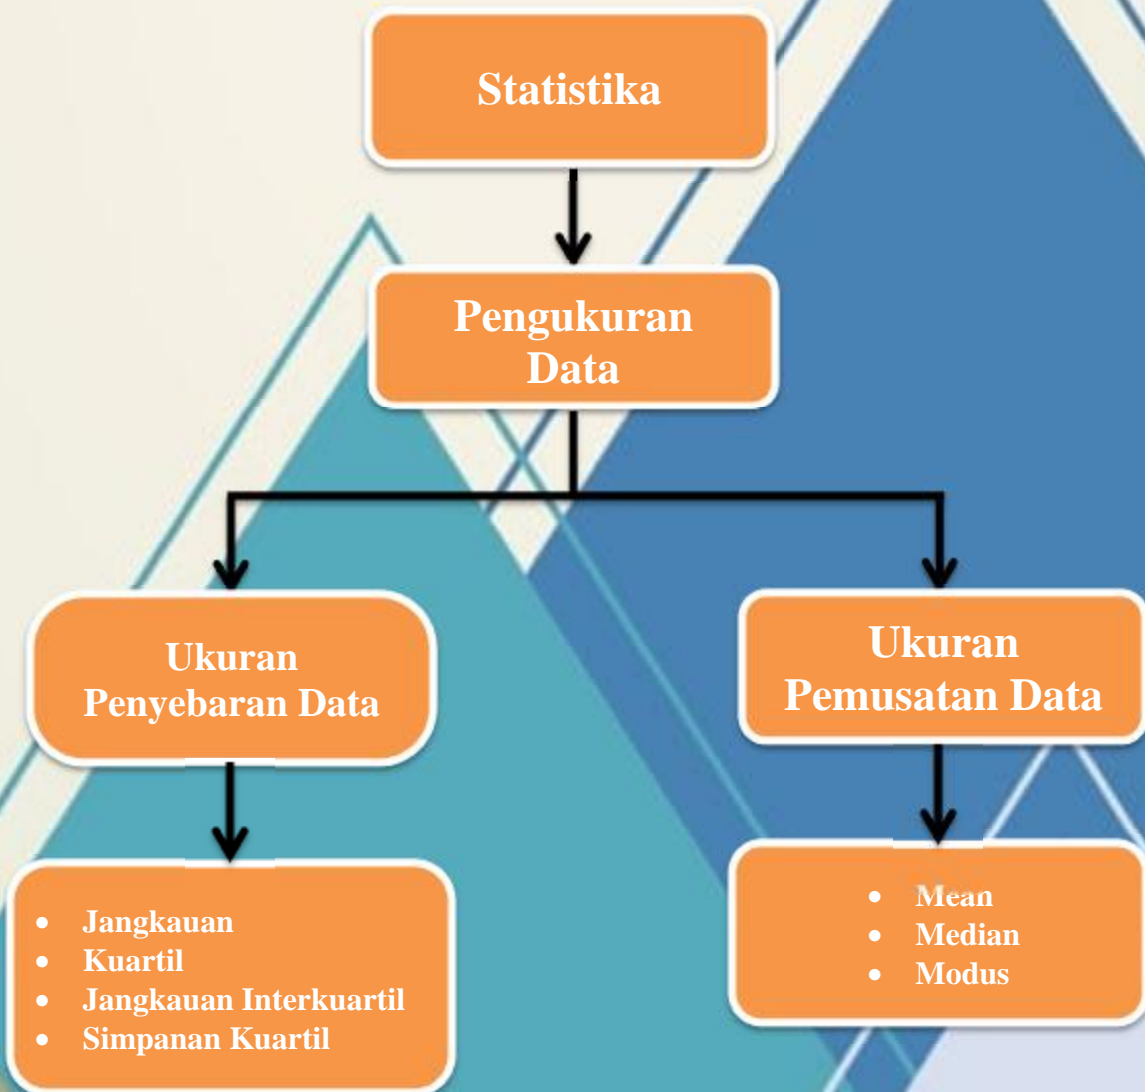 Statistika
Pengukuran
Data
Ukuran
Penyebaran Data
Ukuran
Pemusatan Data
• Jangkauan
• Kuartil
• Jangkauan Interkuartil
• Simpanan Kuartil
• Mean
• Median
• Modus